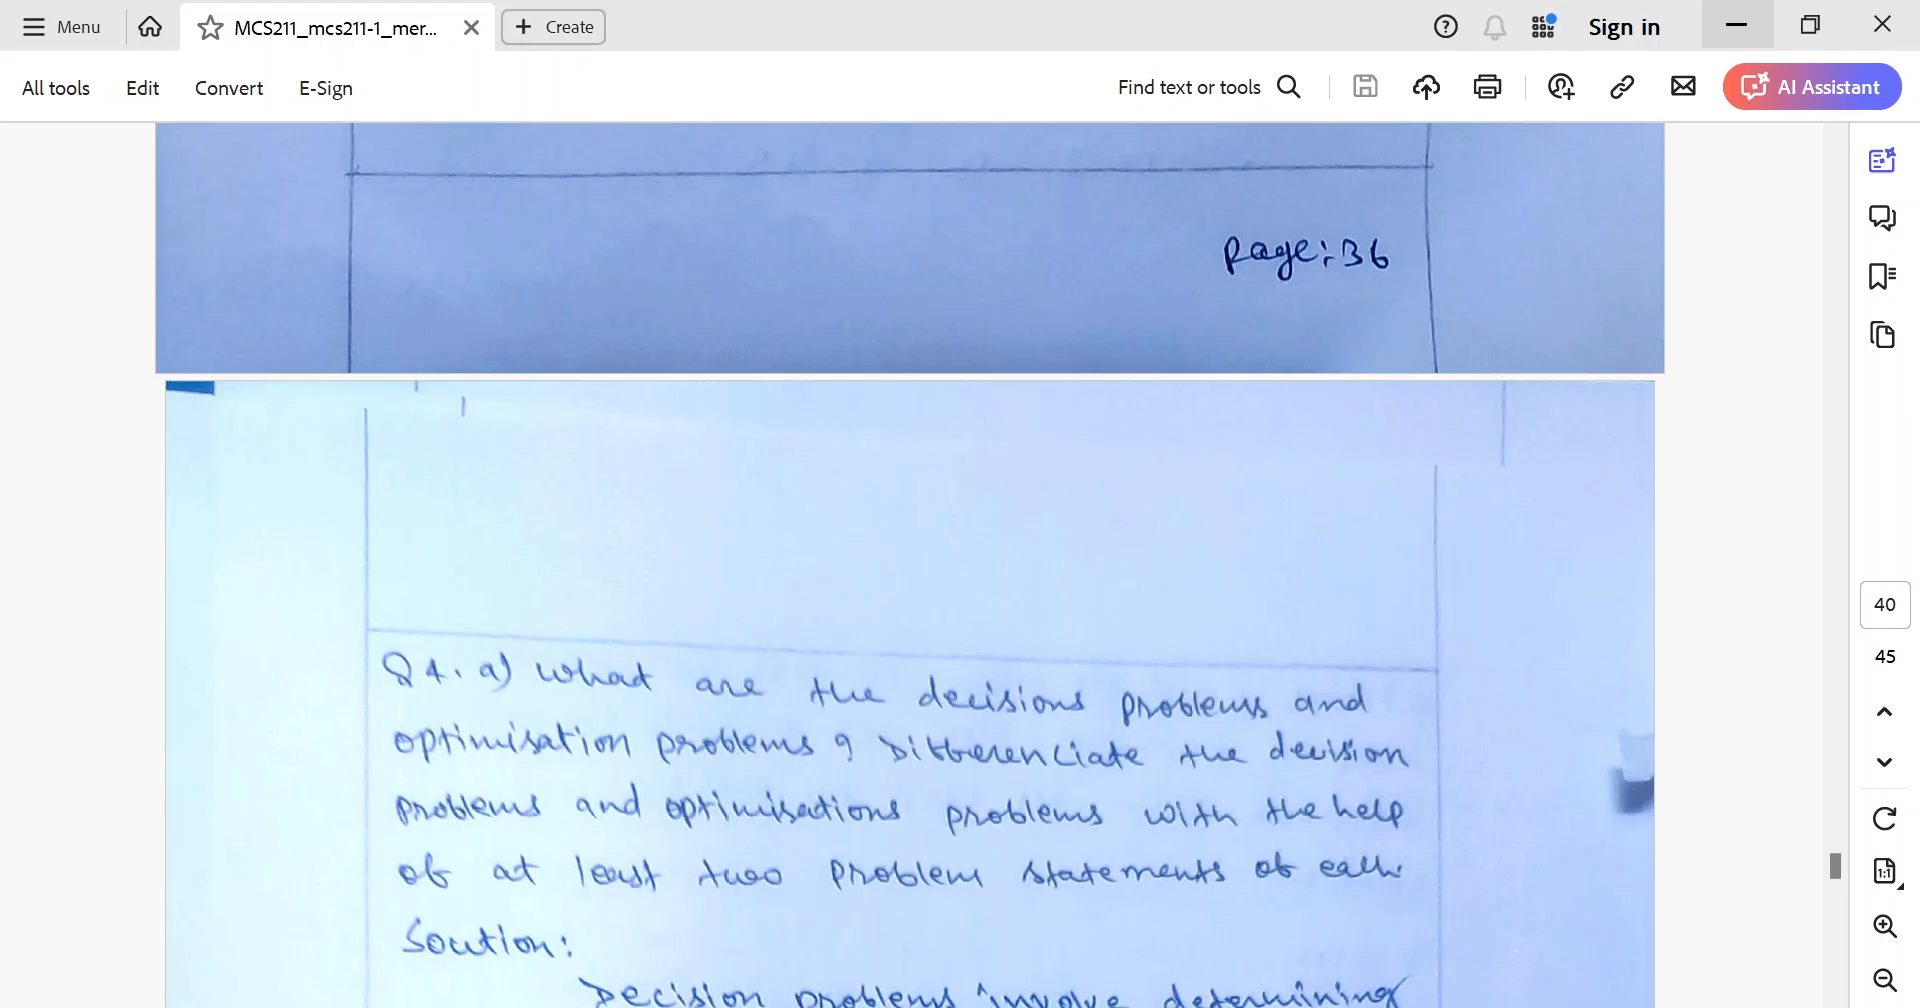 Menu
MCS211_mcs211-1_mer...
Create
Sign in
All tools
Edit
Convert
E-Sign
Find text or tools
AI Assistant
Page: 36
Q4. a) What are the decisions problems and
optimisation problems? Differenciate the decision
problems and optimisations problems with the help
of at least two problem statements of each.
Soution:
Decision problems involve determining
40
45